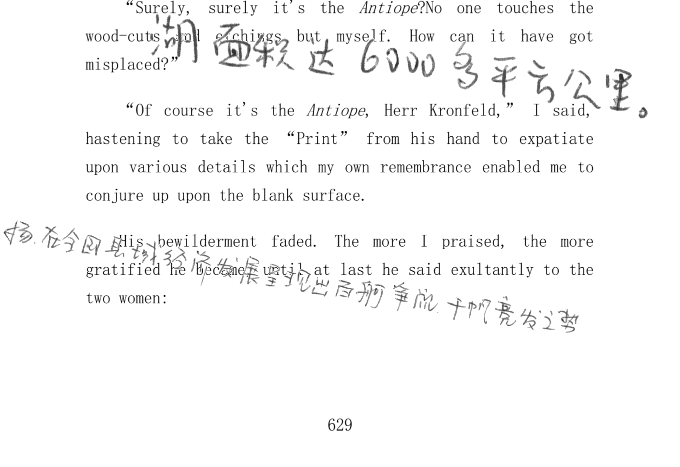 “Surely, surely it's the Antiope?No one touches the
wood-cuts and etchings but myself. How can it have got
misplaced?”
湖面积达6000多平方公里。
“Of course it's the Antiope, Herr Kronfeld,” I said,
hastening to take the “Print” from his hand to expatiate
upon various details which my own remembrance enabled me to
conjure up upon the blank surface.
His bewilderment faded. The more I praised, the more
gratified he became until at last he said exultantly to the
two women:
扬,在全国县域经济发展呈现出百舸争流,千帆竞发之势
629